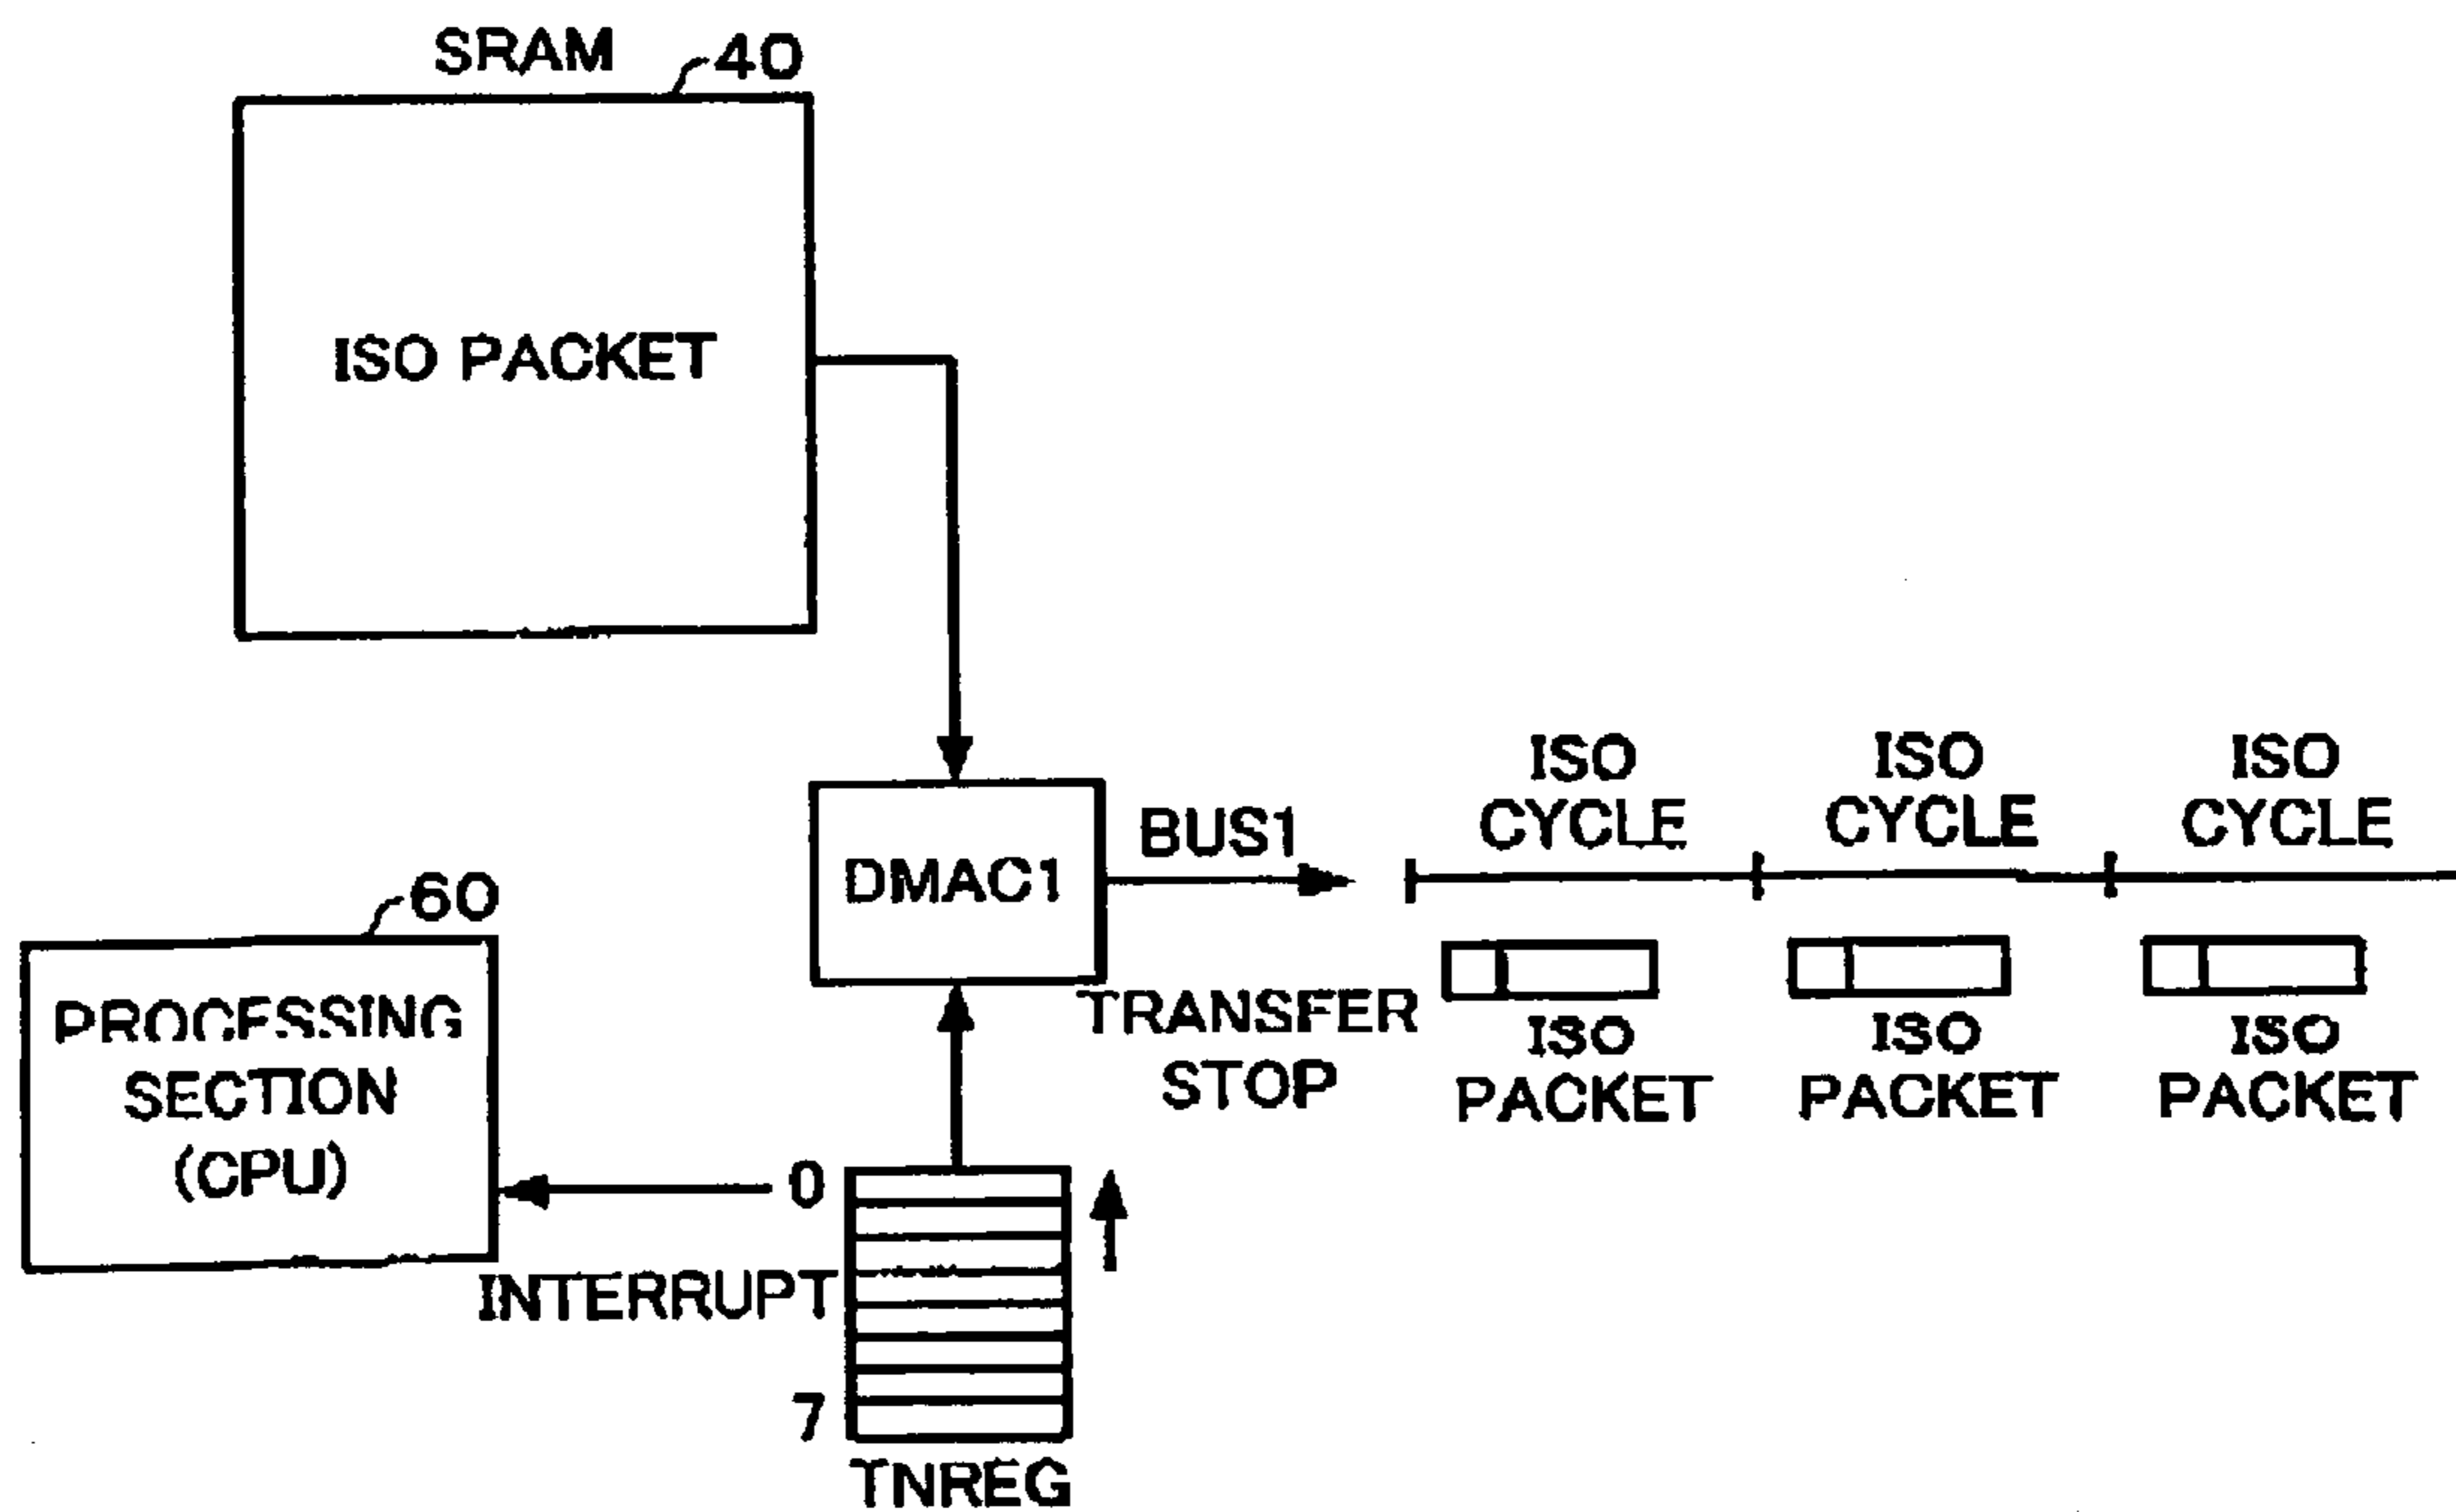 SRAM
40
ISO PACKET
DMAC1
BUS1
ISO
CYCLE
ISO
CYCLE
ISO
CYCLE
60
PROCESSING
SECTION
(CPU)
TRANSFER
STOP
ISO
PACKET
ISO
PACKET
ISO
PACKET
0
INTERRUPT
7
TNREG